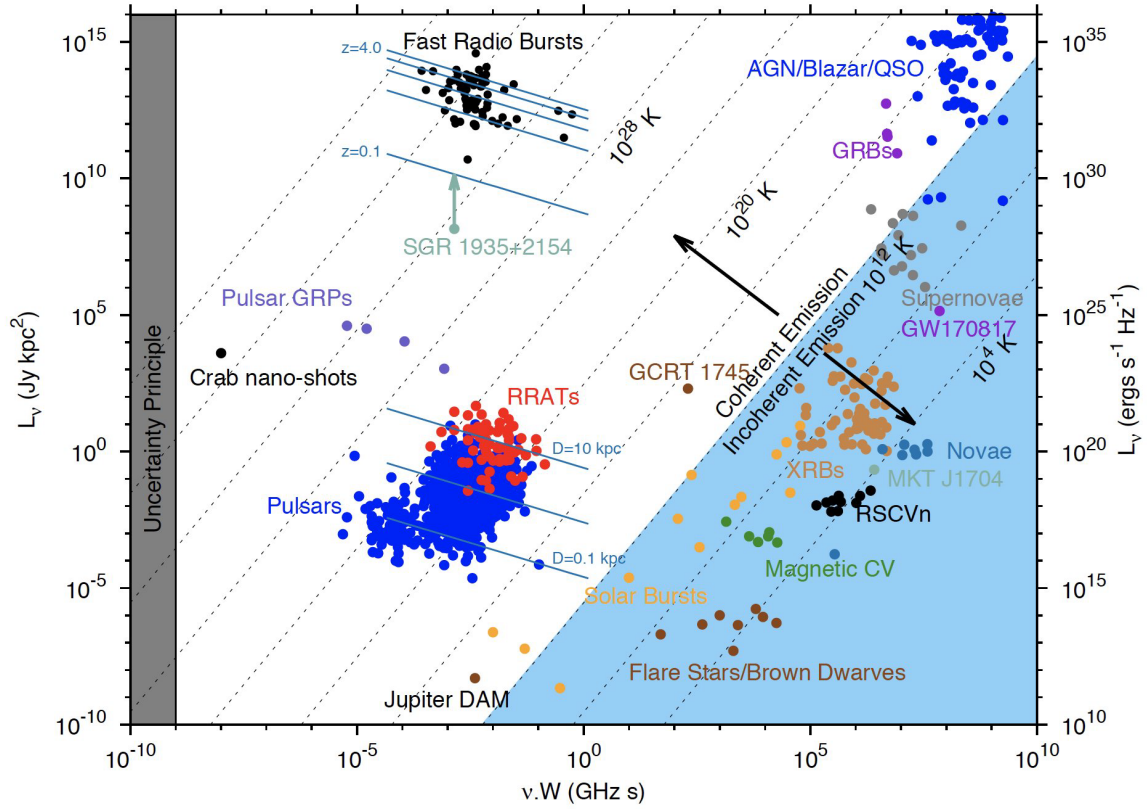 10^15
10^10
10^5
10^0
10^-5
10^-10
L_ν (Jy kpc^2)
10^35
10^30
10^25
10^20
10^15
10^10
L_ν (ergs s^-1 Hz^-1)
10^-10
10^-5
10^0
10^5
10^10
ν.W (GHz s)
Uncertainty Principle
Fast Radio Bursts
z=4.0
z=0.1
AGN/Blazar/QSO
10^28 K
GRBs
10^20 K
SGR 1935+2154
10^12 K
Pulsar GRPs
Supernovae
GW170817
Coherent Emission
Incoherent Emission
10^4 K
Crab nano-shots
GCRT 1745
RRATs
D=10 kpc
Novae
XRBs
MKT J1704
Pulsars
RSCVn
D=0.1 kpc
Magnetic CV
Solar Bursts
Flare Stars/Brown Dwarves
Jupiter DAM